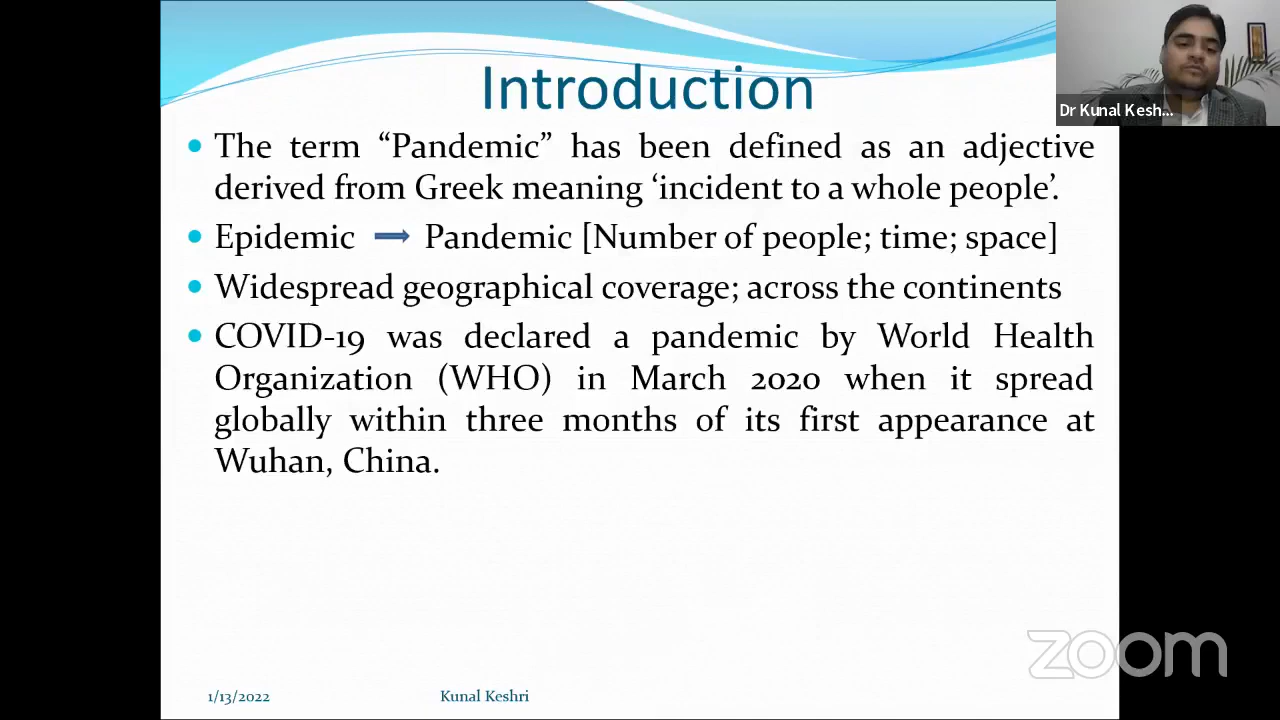 Introduction
Dr Kunal Kesh...
• The term “Pandemic” has been defined as an adjective
derived from Greek meaning ‘incident to a whole people’.
• Epidemic → Pandemic [Number of people; time; space]
• Widespread geographical coverage; across the continents
• COVID-19 was declared a pandemic by World Health
Organization (WHO) in March 2020 when it spread
globally within three months of its first appearance at
Wuhan, China.
zoom
1/13/2022 Kunal Keshri